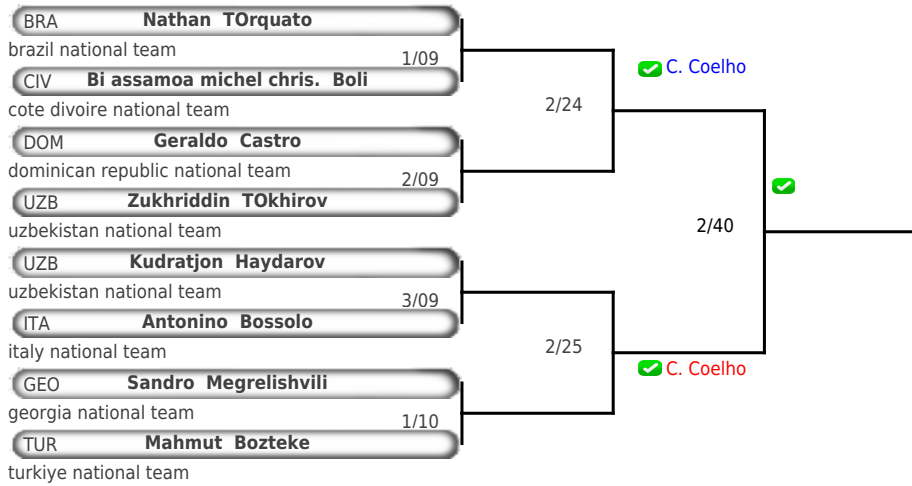 BRA Nathan TOrquato
brazil national team
1/09
CIV Bi assamoa michel chris. Boli
cote divoire national team
DOM Geraldo Castro
dominican republic national team
2/09
UZB Zukhriddin TOkhirov
uzbekistan national team
UZB Kudratjon Haydarov
uzbekistan national team
3/09
ITA Antonino Bossolo
italy national team
GEO Sandro Megrelishvili
georgia national team
1/10
TUR Mahmut Bozteke
turkiye national team
2/24
2/25
C. Coelho
C. Coelho
2/40